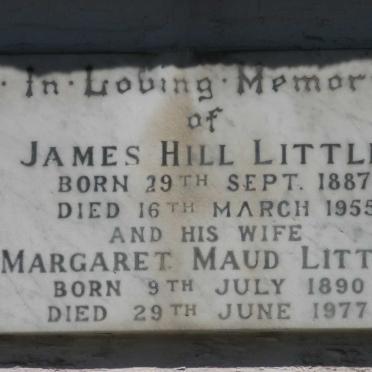 In · Loving · Memor
of
JAMES HILL LITTL
BORN 29TH SEPT. 1887
DIED 16TH MARCH 1955
AND HIS WIFE
MARGARET MAUD LITT
BORN 9TH JULY 1890
DIED 29TH JUNE 1977